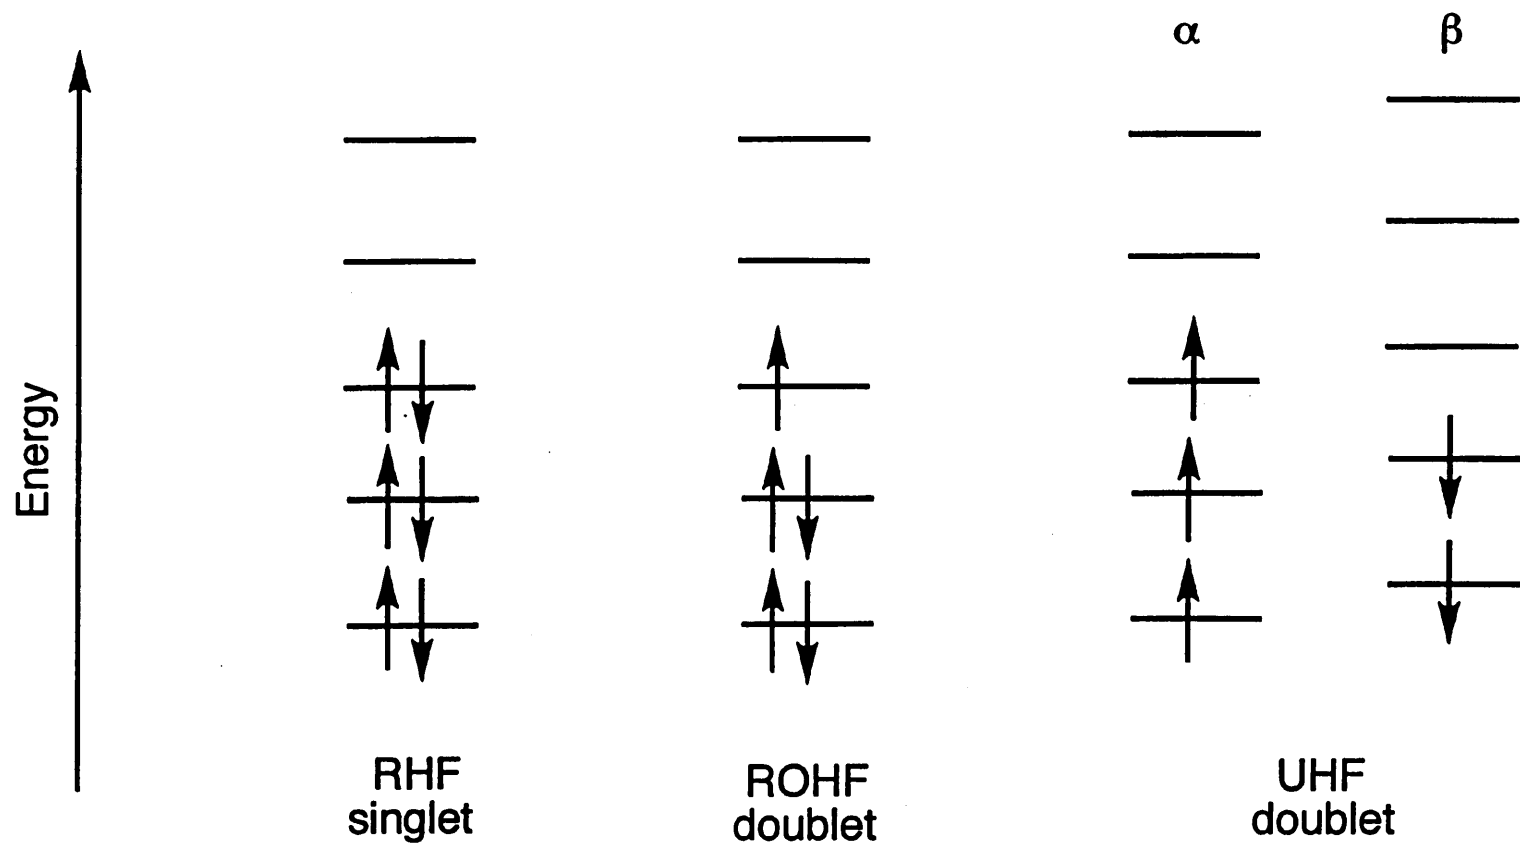 α
β
Energy
RHF
singlet
ROHF
doublet
UHF
doublet